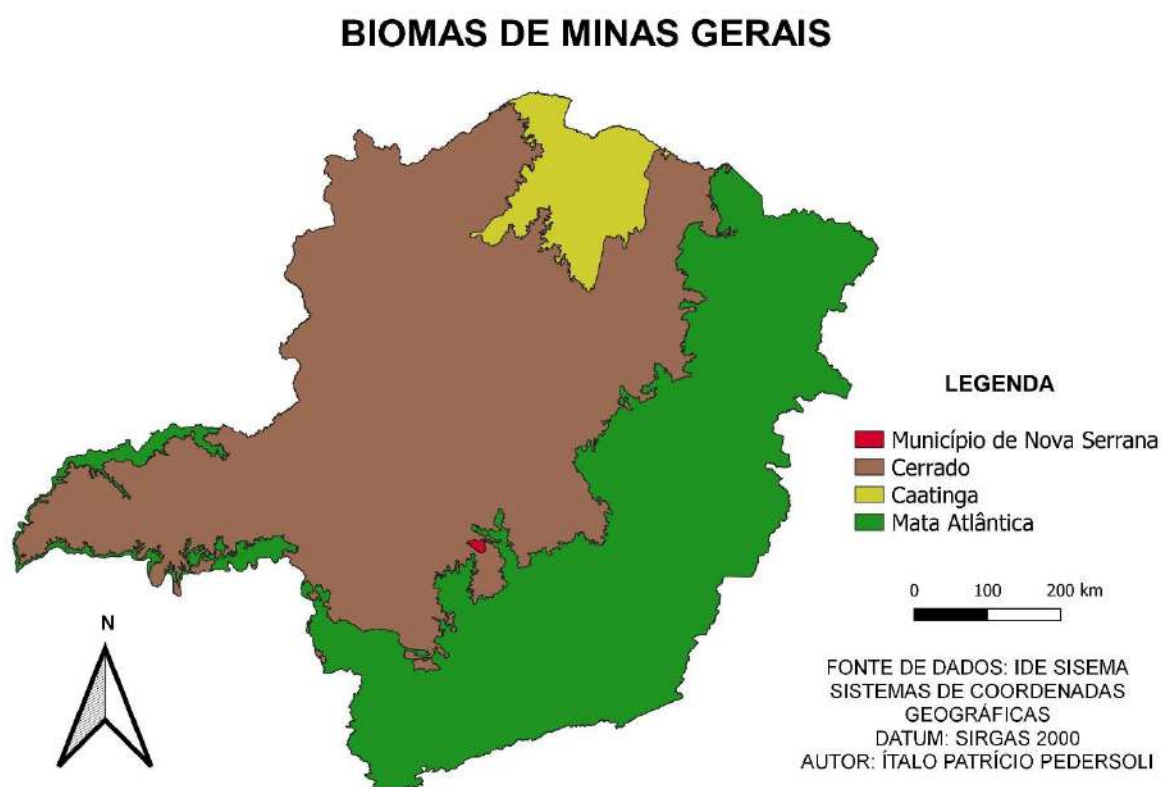 BIOMAS DE MINAS GERAIS
LEGENDA
Município de Nova Serrana
Cerrado
Caatinga
Mata Atlântica
0 100 200 km
N
FONTE DE DADOS: IDE SISEMA
SISTEMAS DE COORDENADAS
GEOGRÁFICAS
DATUM: SIRGAS 2000
AUTOR: ÍTALO PATRÍCIO PEDERSOLI